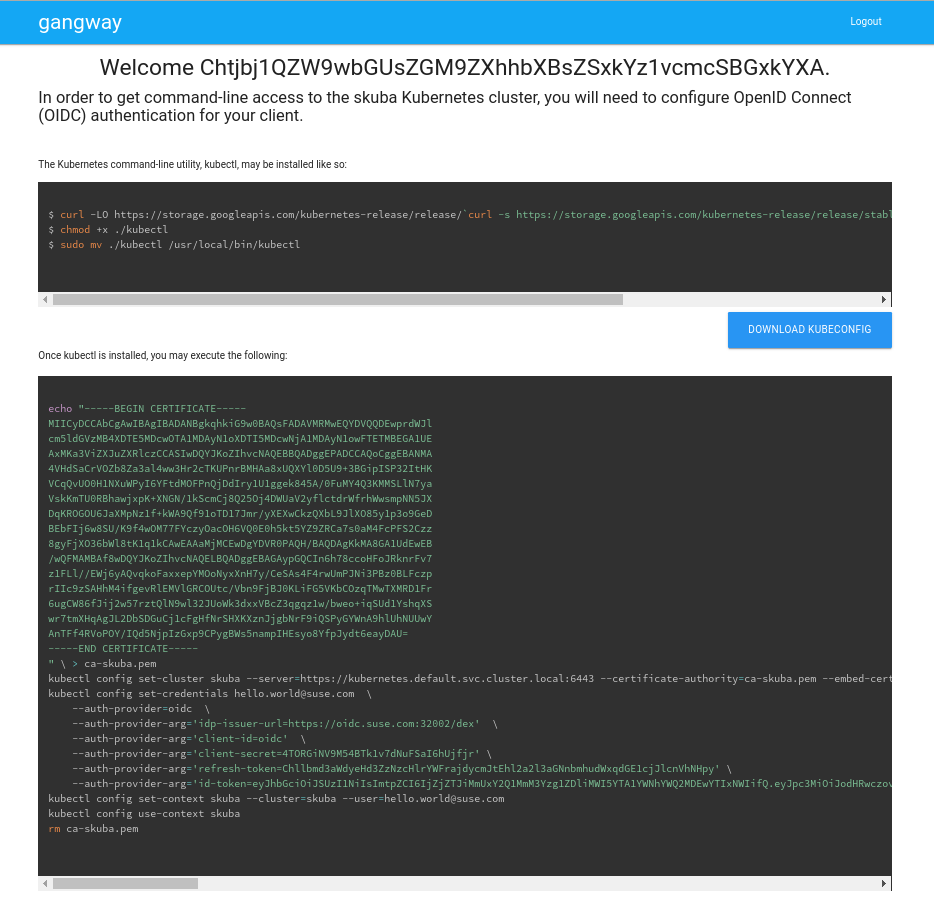 gangway
Logout
Welcome Chtjbj1QZW9wbGUsZGM9ZXhhbXBsZSxkYz1vcmcSBGxkYXA.
In order to get command-line access to the skuba Kubernetes cluster, you will need to configure OpenID Connect
(OIDC) authentication for your client.
The Kubernetes command-line utility, kubectl, may be installed like so:
$ curl -LO https://storage.googleapis.com/kubernetes-release/release/`curl -s https://storage.googleapis.com/kubernetes-release/release/stabl
$ chmod +x ./kubectl
$ sudo mv ./kubectl /usr/local/bin/kubectl
DOWNLOAD KUBECONFIG
Once kubectl is installed, you may execute the following:
echo "-----BEGIN CERTIFICATE-----
MIICyDCCAbCgAwIBAgIBADANBgkqhkiG9w0BAQsFADAVMRMwEQYDVQQDEwprdWJl
cm5ldGVzMB4XDTE5MDcwOTA1MDAyN1oXDTI5MDcwNjA1MDAyN1owFTETMBEGA1UE
AxMKa3ViZXJuZXRlczCCASIwDQYJKoZIhvcNAQEBBQADggEPADCCAQoCggEBANMA
4VHdSaCrVOZb8Za3al4ww3Hr2cTKUPnrBMHAa8xUQXYl0D5U9+3BGipISP32ItHK
VCqQvUO0H1NXuWPyI6YFtdMOFPnQjDdIry1U1ggek845A/0FuMY4Q3KMMSLlN7ya
VskKmTU0RBhawjxpK+XNGN/1kScmCj8Q25Oj4DWUaV2yflctdrWfrhWwsmpNN5JX
DqKROGOU6JaXMpNz1f+kWA9Qf91oTD17Jmr/yXEXwCkzQXbL9JlXO85y1p3o9GeD
BEbFIj6w8SU/K9f4wOM77FYczyOacOH6VQ0E0h5kt5YZ9ZRCa7s0aM4FcPFS2Czz
8gyFjXO36bWl8tK1q1kCAwEAAaMjMCEwDgYDVR0PAQH/BAQDAgKkMA8GA1UdEwEB
/wQFMAMBAf8wDQYJKoZIhvcNAQELBQADggEBAGAypGQCIn6h78ccoHFoJRknrFv7
z1FLl//EWj6yAQvqkoFaxxepYMOoNyxXnH7y/CeSAs4F4rwUmPJNi3PBz0BLFczp
rIIc9zSAHhM4ifgevRlEMVlGRCOUtc/Vbn9FjBJ0KLiFG5VKbCOzqTMwTXMRD1Fr
6ugCW86fJij2w57rztQlN9wl32JUoWk3dxxVBcZ3qgqz1w/bweo+iqSUd1YshqXS
wr7tmXHqAgJL2DbSDGuCj1cFgHfNrSHXKXznJjgbNrF9iQSPyGYWnA9hlUhNUUwY
AnTFf4RVoPOY/IQd5NjpIzGxp9CPygBWs5nampIHEsyo8YfpJydt6eayDAU=
-----END CERTIFICATE-----
" \ > ca-skuba.pem
kubectl config set-cluster skuba --server=https://kubernetes.default.svc.cluster.local:6443 --certificate-authority=ca-skuba.pem --embed-cert
kubectl config set-credentials hello.world@suse.com \
--auth-provider=oidc \
--auth-provider-arg='idp-issuer-url=https://oidc.suse.com:32002/dex' \
--auth-provider-arg='client-id=oidc' \
--auth-provider-arg='client-secret=4TORGiNV9M54BTk1v7dNuFSaI6hUjfjr' \
--auth-provider-arg='refresh-token=Chllbmd3aWdyeHd3ZzNzcHlrYWFrajdycmJtEhl2a2l3aGNnbmhudWxqdGE1cjJlcnVhNHpy' \
--auth-provider-arg='id-token=eyJhbGciOiJSUzI1NiIsImtpZCI6IjZjZTJiMmUxY2Q1MmM3Yzg1ZDliMWI5YTA1YWNhYWQ2MDEwYTIxNWIifQ.eyJpc3MiOiJodHRwczov
kubectl config set-context skuba --cluster=skuba --user=hello.world@suse.com
kubectl config use-context skuba
rm ca-skuba.pem